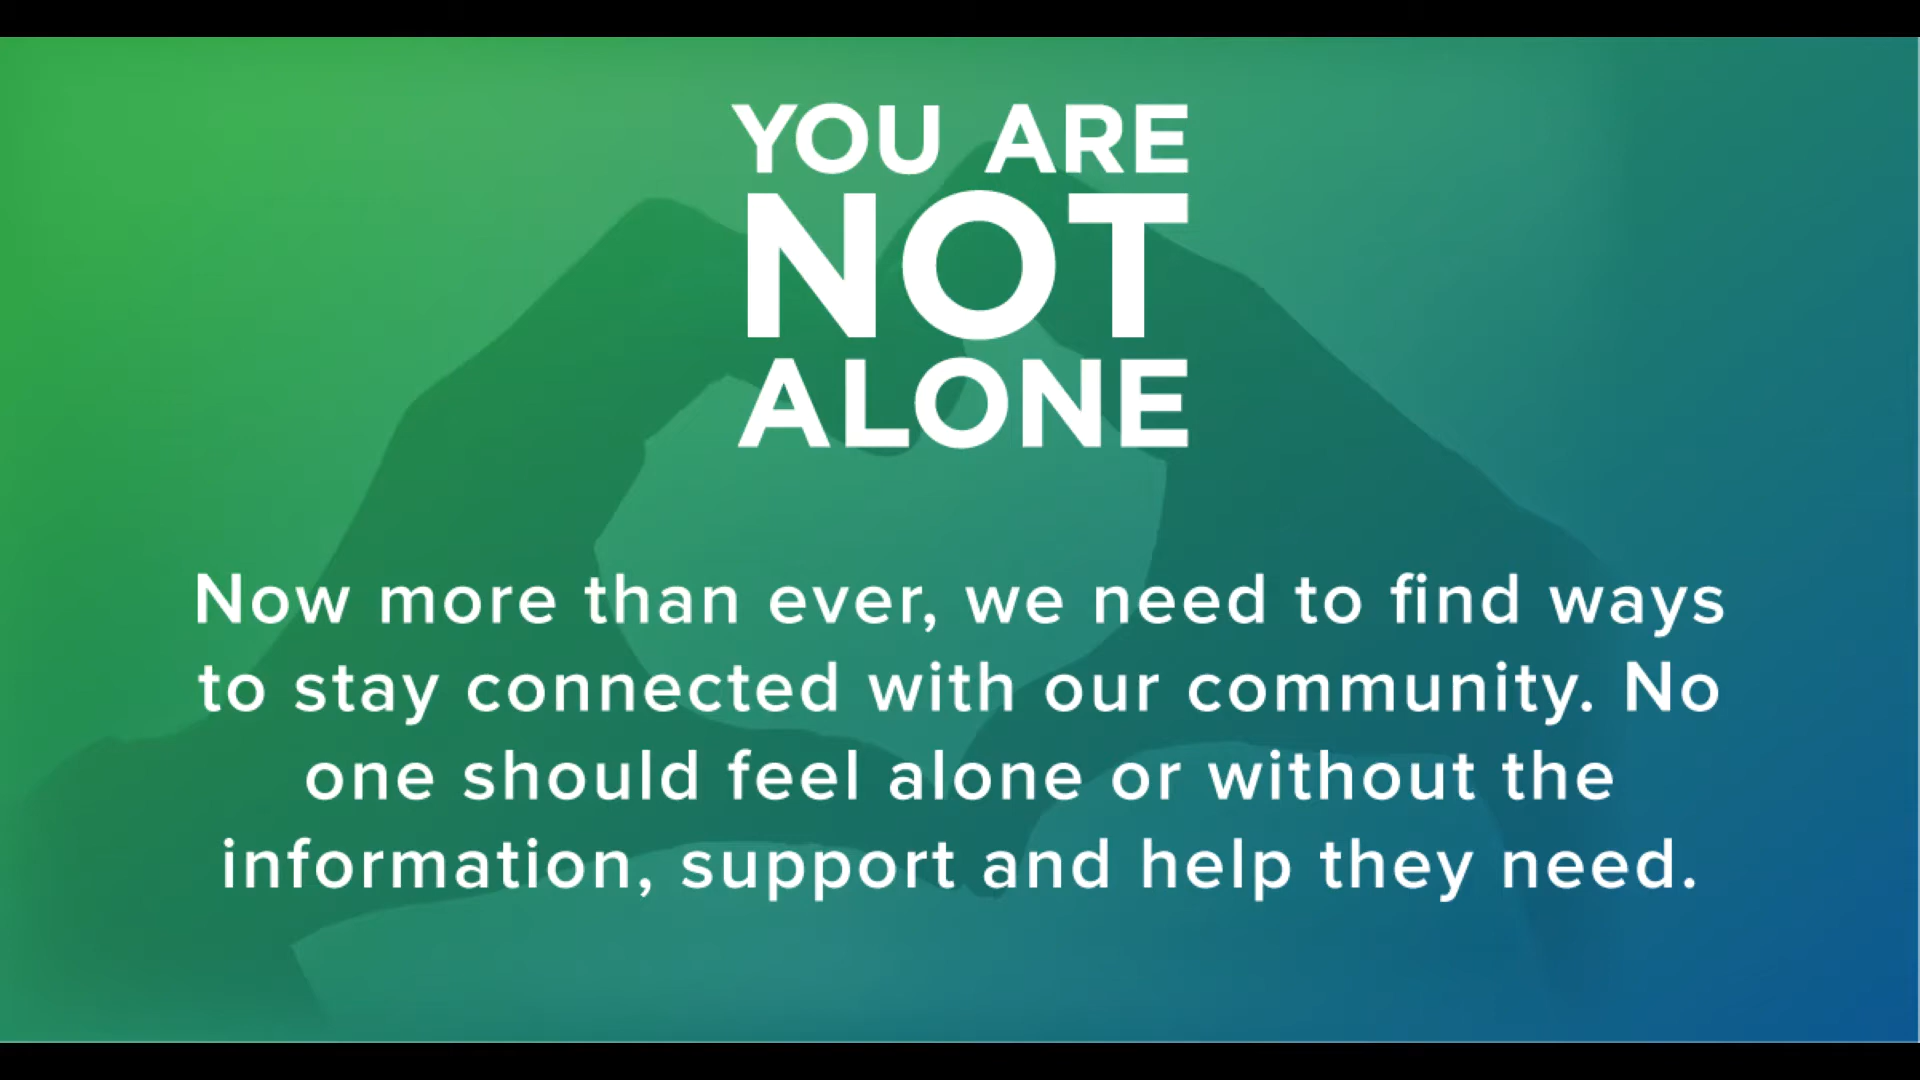 YOU ARE
NOT
ALONE
Now more than ever, we need to find ways
to stay connected with our community. No
one should feel alone or without the
information, support and help they need.